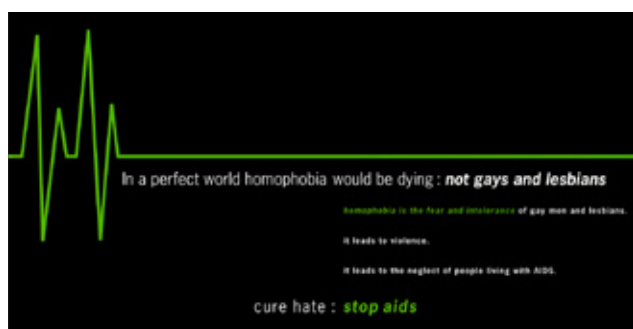 In a perfect world homophobia would be dying : not gays and lesbians
homophobia is the fear and intolerance of gay men and lesbians.
it leads to violence.
it leads to the neglect of people living with AIDS.
cure hate : stop aids